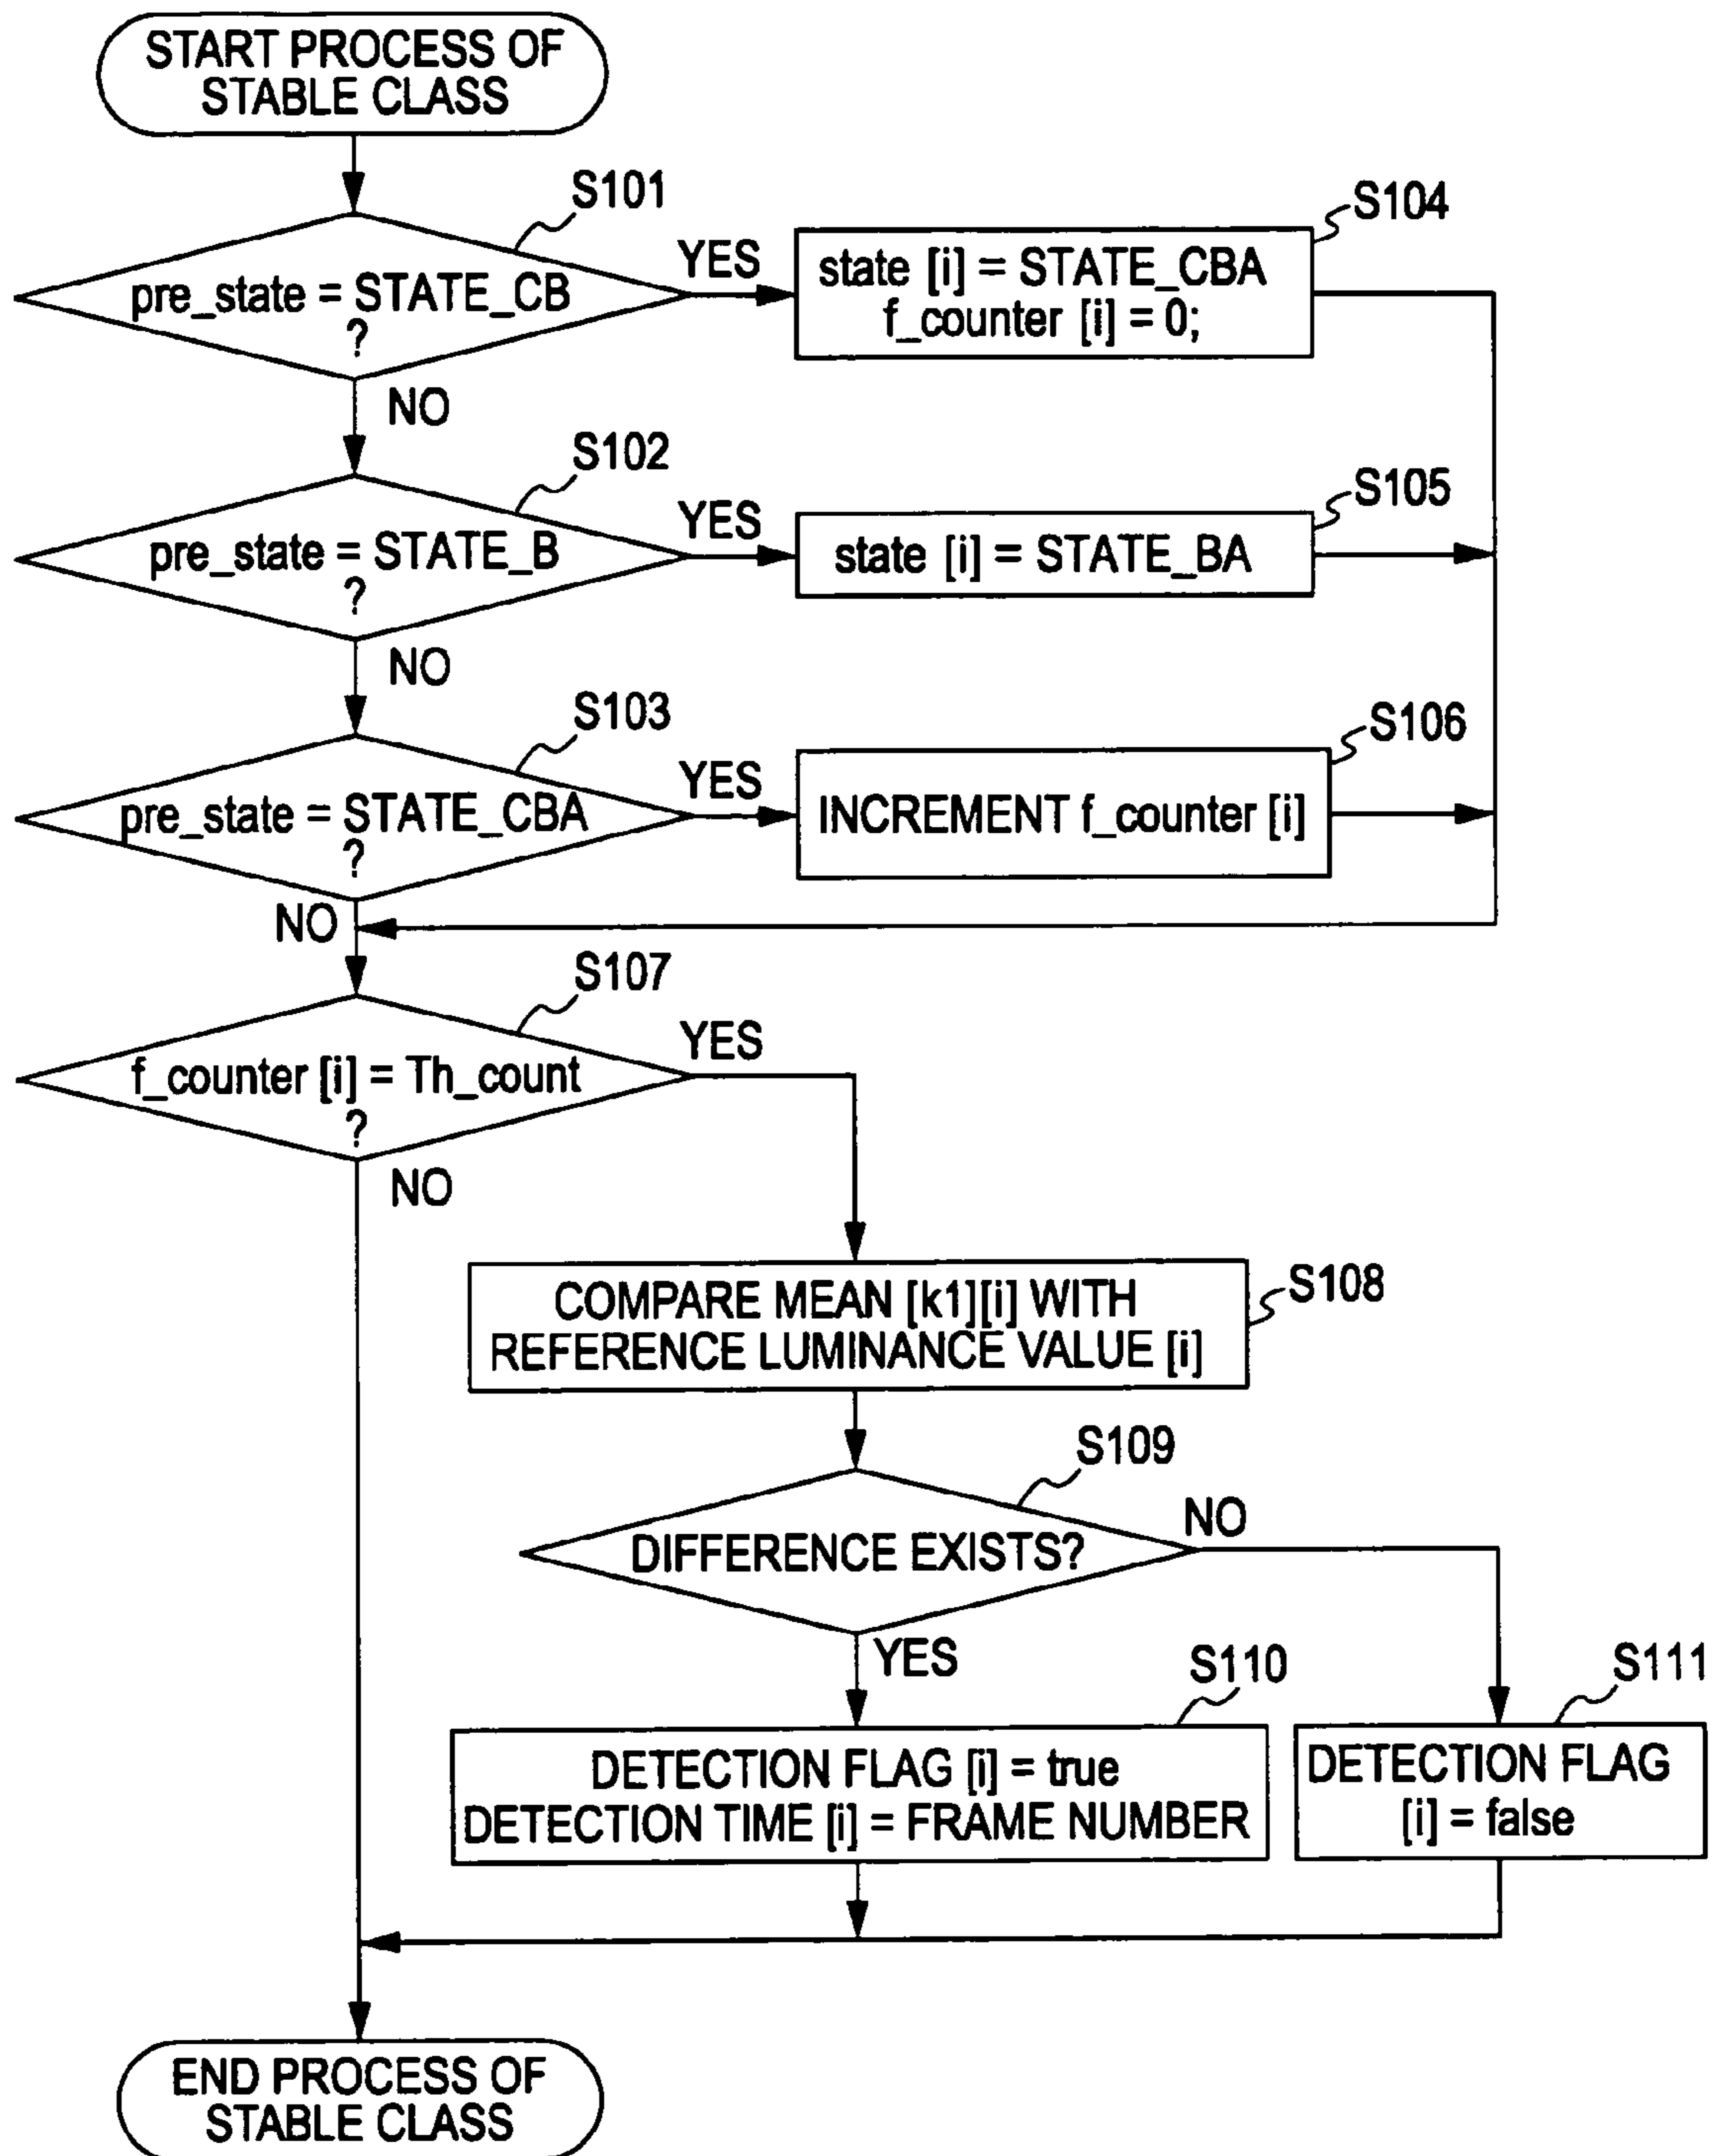 START PROCESS OF
STABLE CLASS
S101
pre_state = STATE_CB
?
YES
NO
S104
state [i] = STATE_CBA
f_counter [i] = 0;
S102
pre_state = STATE_B
?
YES
NO
S105
state [i] = STATE_BA
S103
pre_state = STATE_CBA
?
YES
NO
S106
INCREMENT f_counter [i]
S107
f_counter [i] = Th_count
?
YES
NO
COMPARE MEAN [k1][i] WITH
REFERENCE LUMINANCE VALUE [i]
S108
S109
DIFFERENCE EXISTS?
NO
YES
S110
DETECTION FLAG [i] = true
DETECTION TIME [i] = FRAME NUMBER
S111
DETECTION FLAG
[i] = false
END PROCESS OF
STABLE CLASS